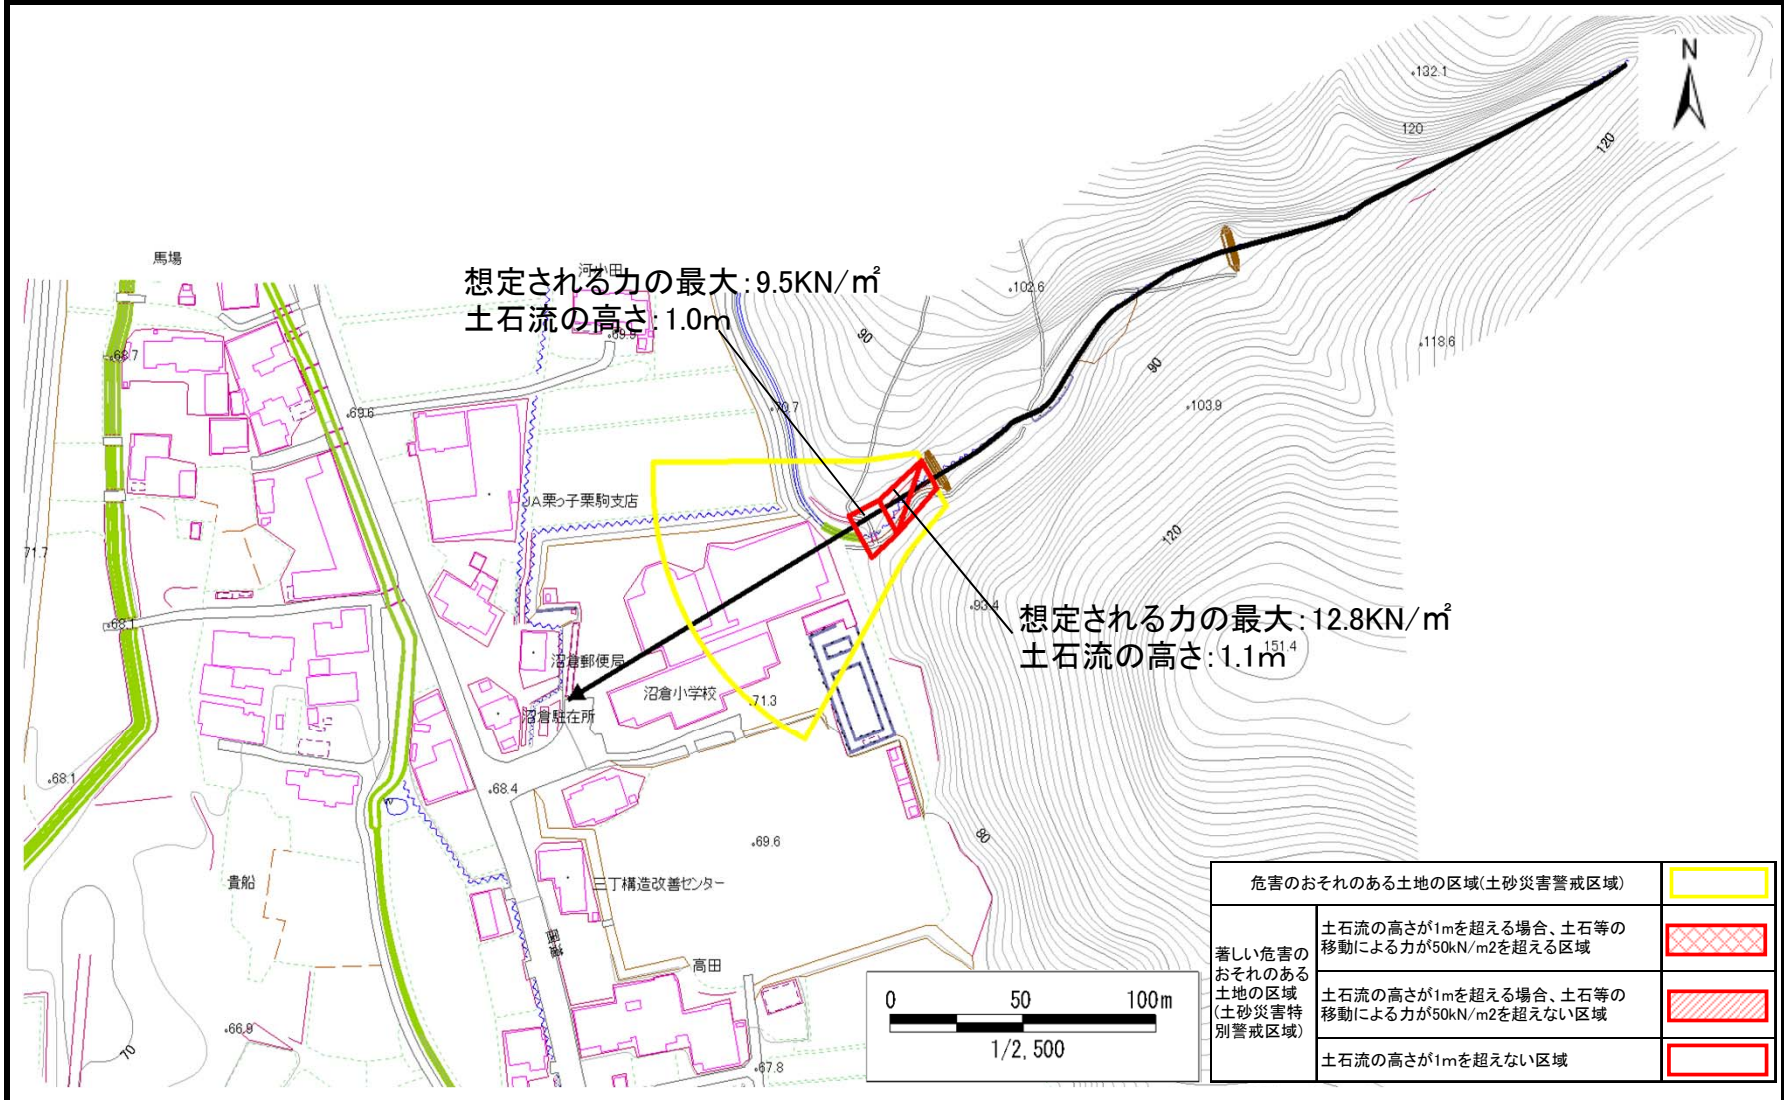 N
132.1
120
120
馬場
河小田
想定される力の最大：9.5KN/㎡
土石流の高さ：1.0m
69.9
102.6
90
118.6
68.7
90
69.6
70.7
103.9
JA栗っ子栗駒支店
71.7
120
93.4
68.1
想定される力の最大：12.8KN/㎡
土石流の高さ：1.1m
151.4
沼倉郵便局
沼倉小学校
71.3
沼倉駐在所
68.1
68.4
80
69.6
貴船
三丁構造改善センター
国道
高田
66.9
70
67.8
0 50 100m
1/2,500
危害のおそれのある土地の区域(土砂災害警戒区域)
著しい危害の
おそれのある
土地の区域
(土砂災害特
別警戒区域)
土石流の高さが1mを超える場合、土石等の
移動による力が50kN/m2を超える区域
土石流の高さが1mを超える場合、土石等の
移動による力が50kN/m2を超えない区域
土石流の高さが1mを超えない区域